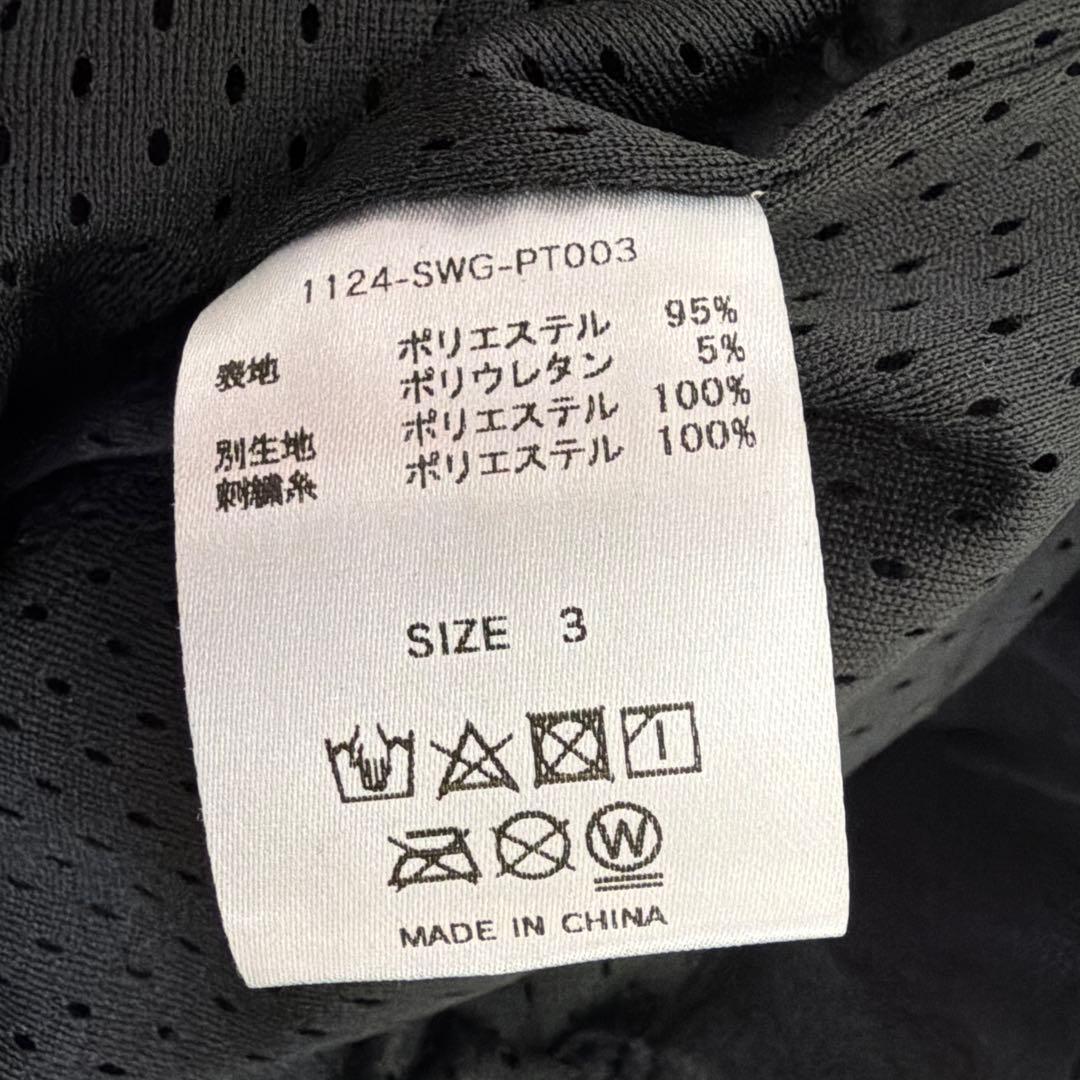 1124-SWG-PT003
表地 ポリエステル 95%
ポリウレタン 5%
別生地 ポリエステル 100%
刺繍糸 ポリエステル 100%
SIZE 3
W
MADE IN CHINA